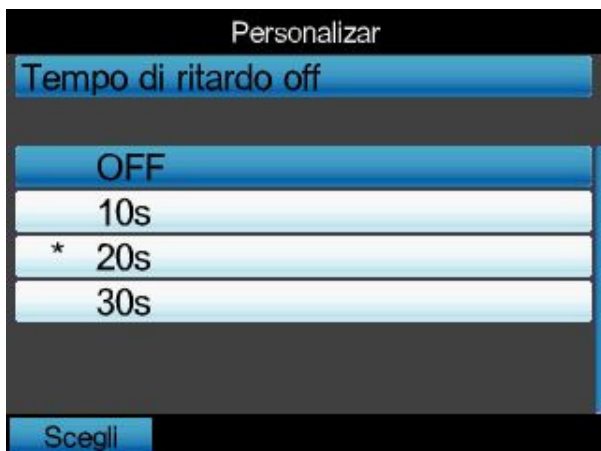 Personalizar
Tempo di ritardo off
OFF
10s
* 20s
30s
Scegli